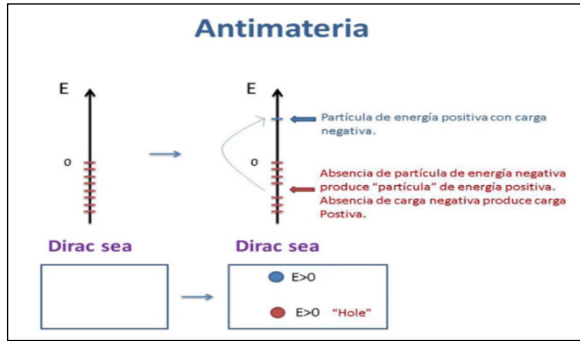 Antimateria
E
E
Partícula de energía positiva con carga
negativa.
o
o
Absencia de partícula de energía negativa
produce “partícula” de energía positiva.
Absencia de carga negativa produce carga
Postiva.
Dirac sea
Dirac sea
E>0
E>0 “Hole”